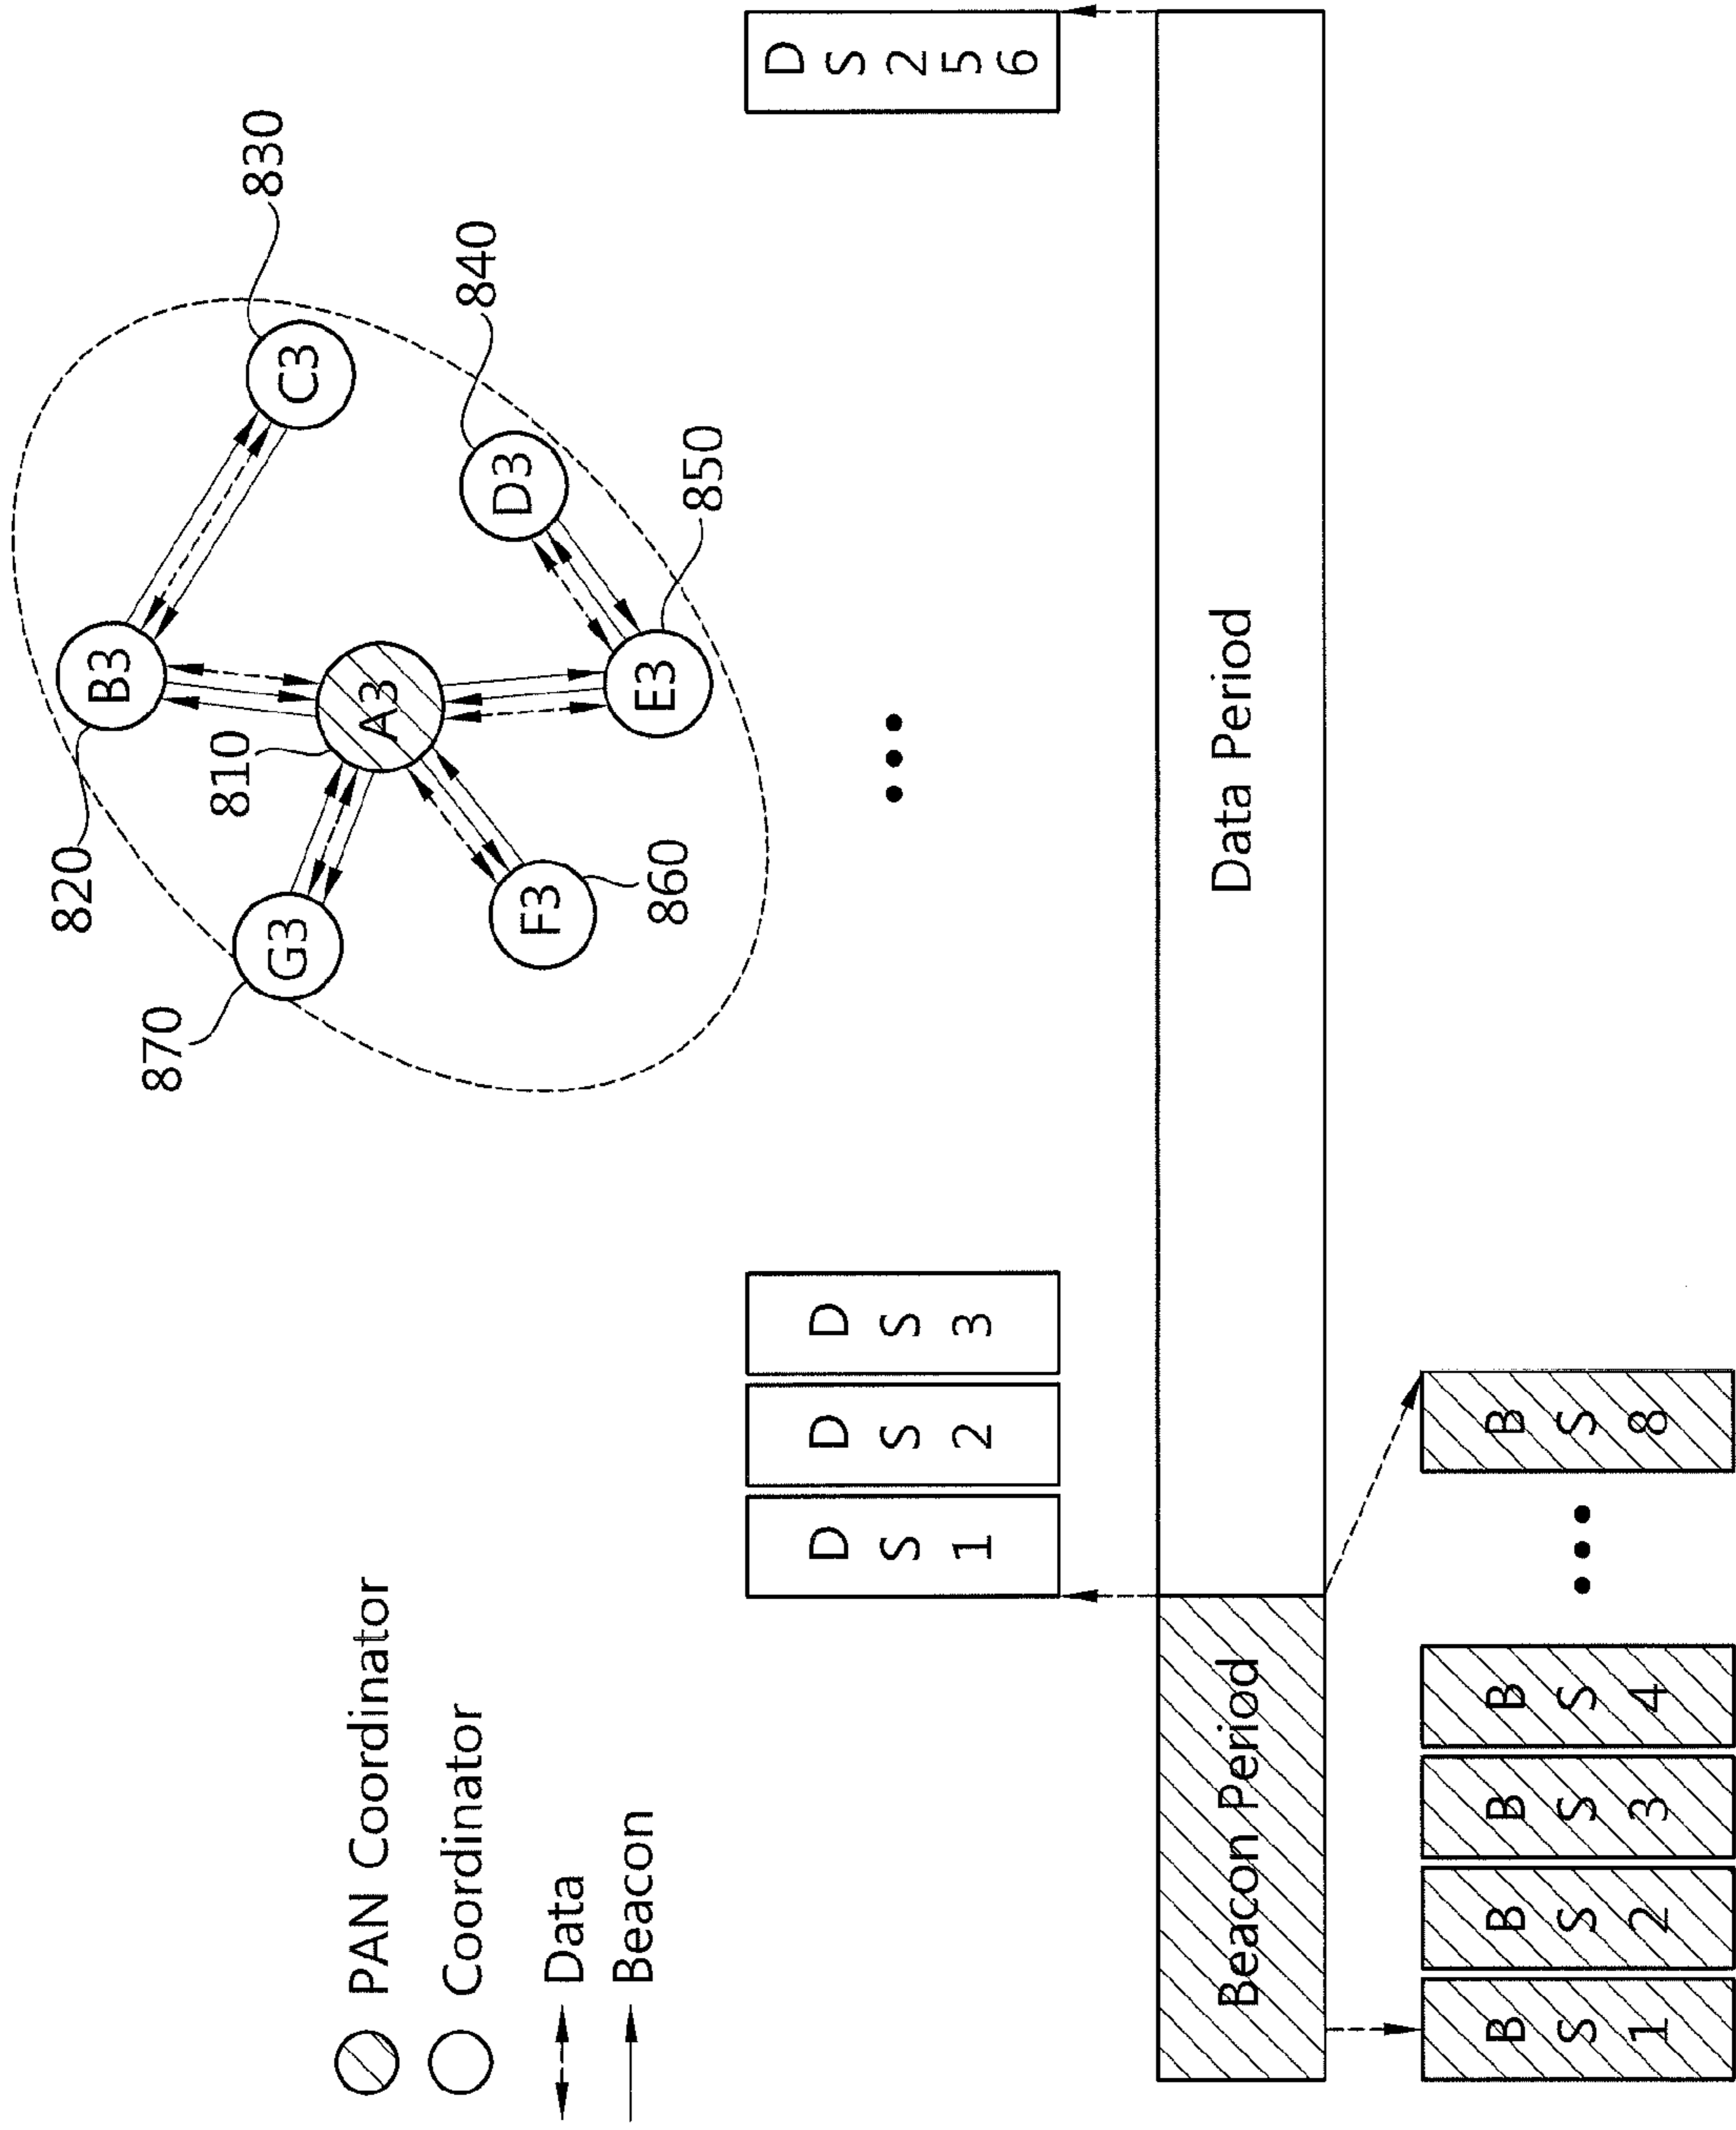 PAN Coordinator
Coordinator
Data
Beacon
820
B3
830
C3
810
A3
870
G3
840
D3
F3
860
E3
850
DS1
DS2
DS3
...
DS256
Beacon Period
Data Period
BS1
BS2
BS3
BS4
...
BS8